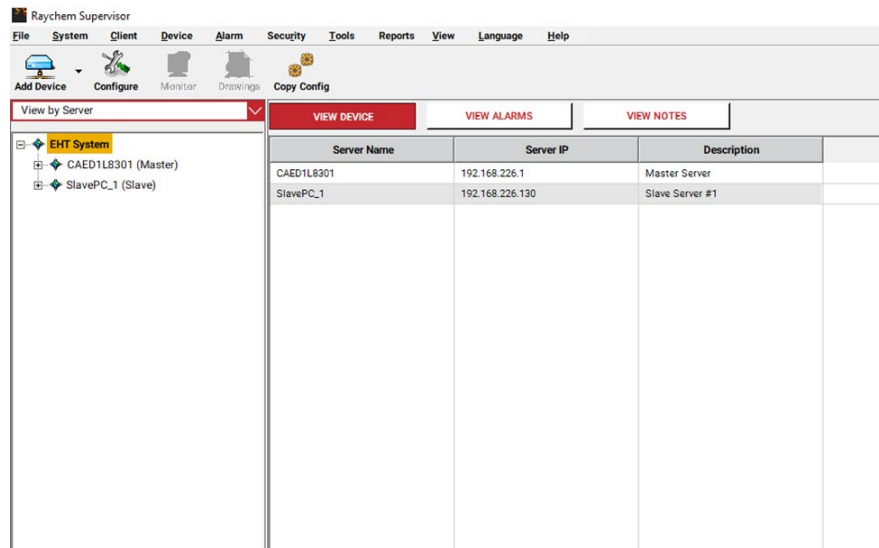 Raychem Supervisor
File System Client Device Alarm Security Tools Reports View Language Help
Add Device Configure Monitor Drawings Copy Config
View by Server
VIEW DEVICE VIEW ALARMS VIEW NOTES
EHT System
CAED1L8301 (Master)
SlavePC_1 (Slave)
Server Name Server IP Description
CAED1L8301 192.168.226.1 Master Server
SlavePC_1 192.168.226.130 Slave Server #1